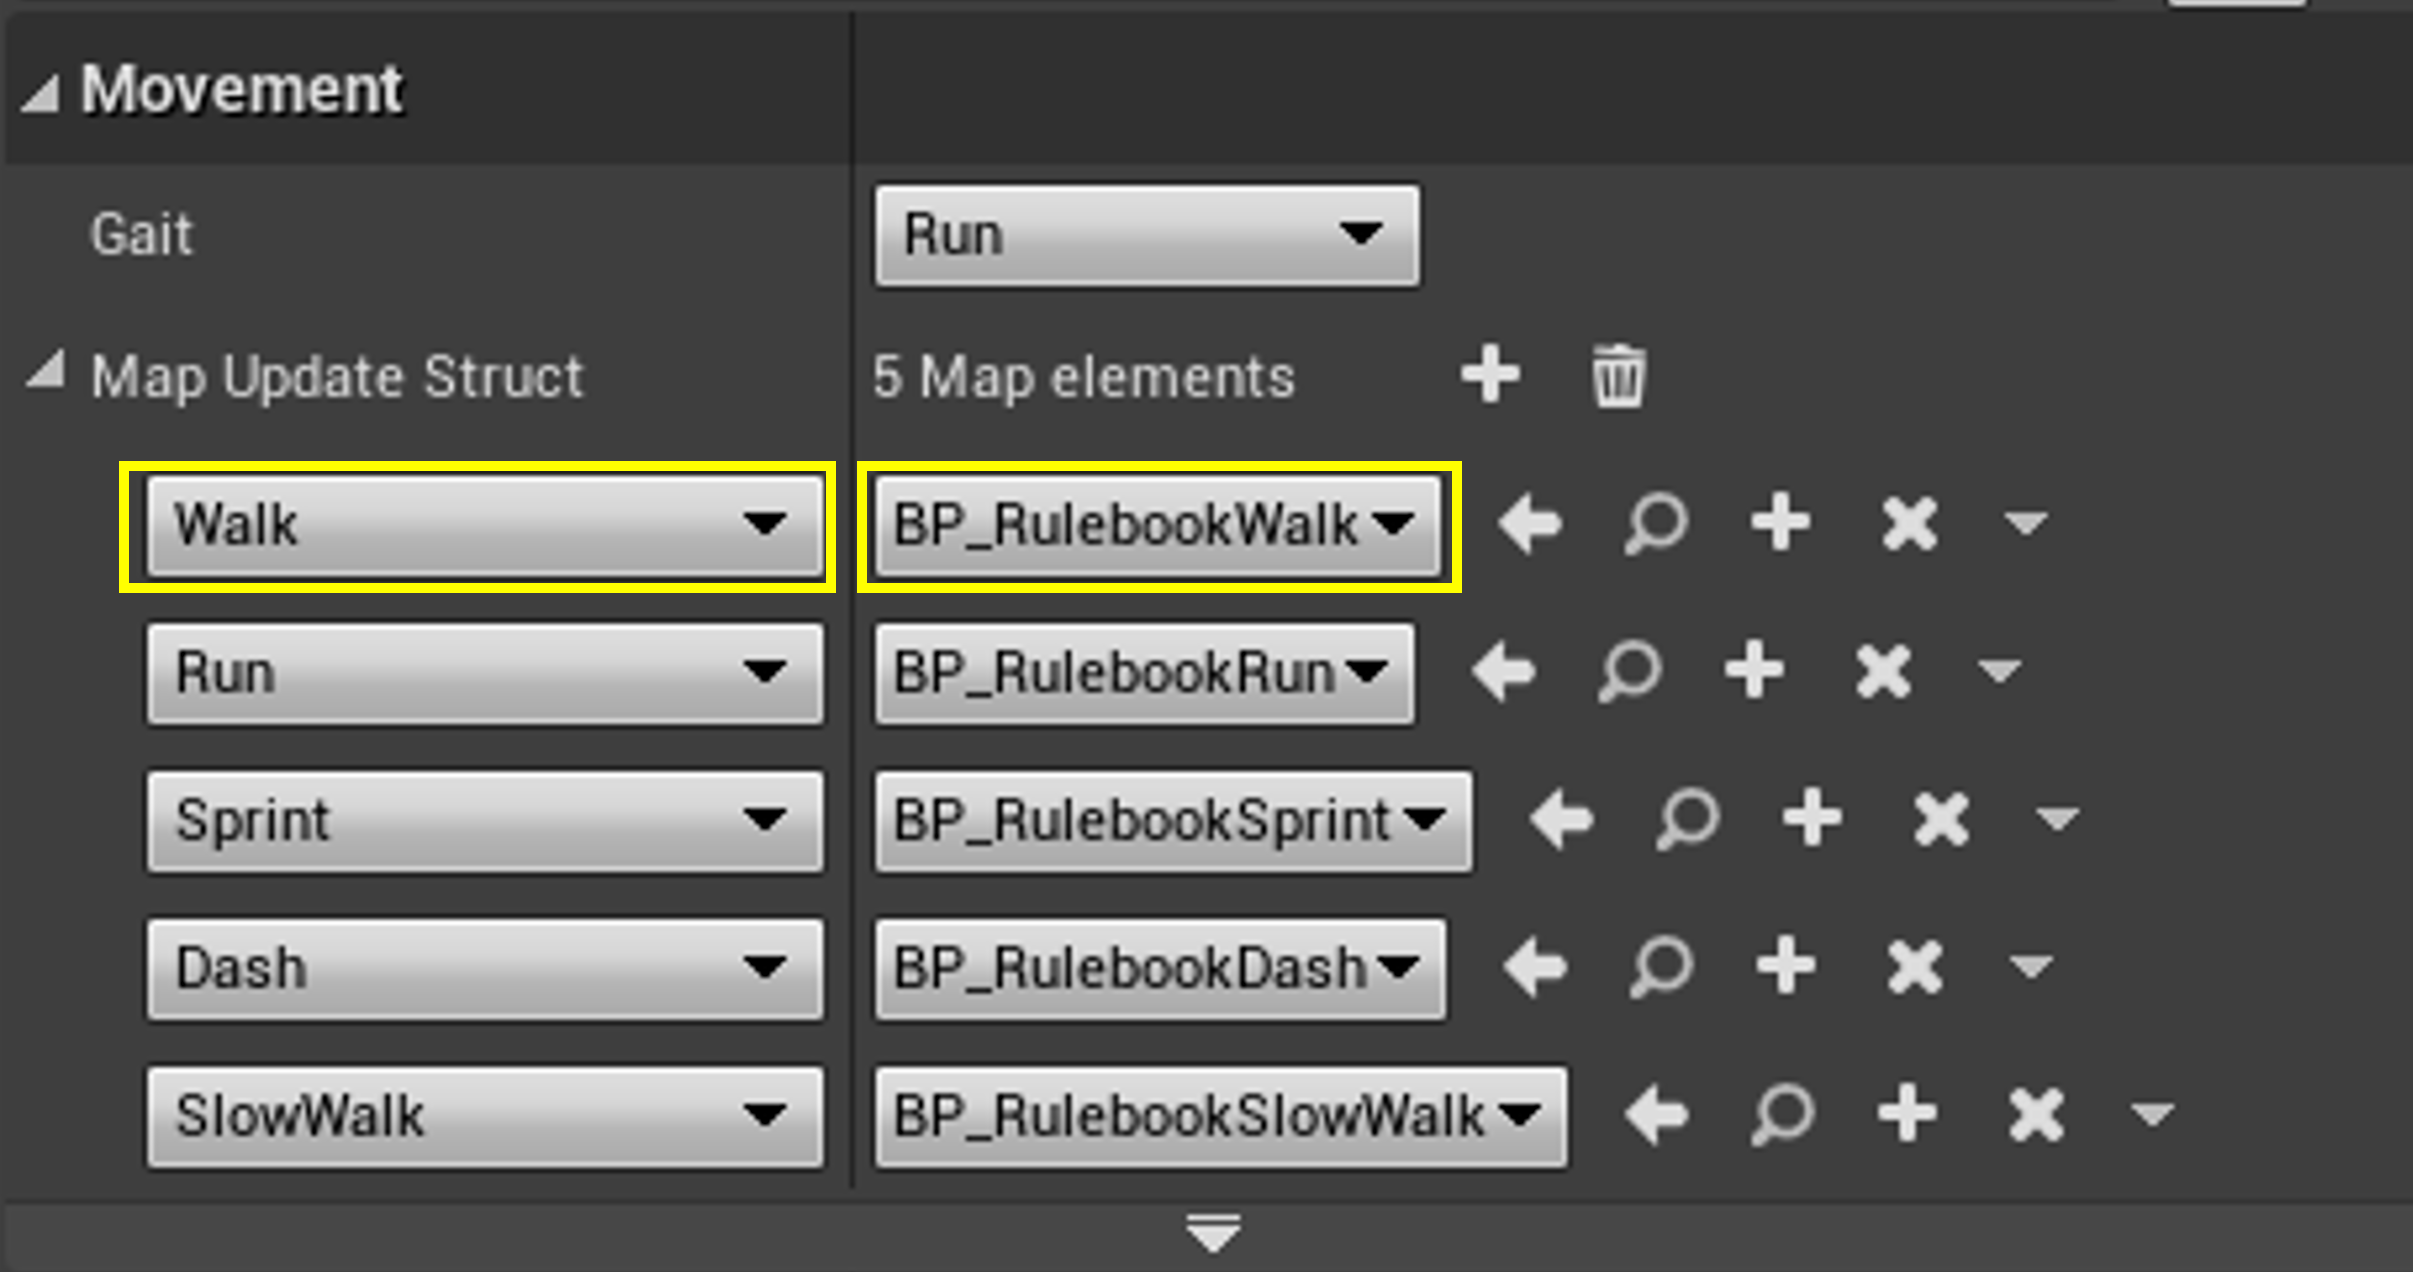 Movement
Gait Run
Map Update Struct 5 Map elements
Walk BP_RulebookWalk
Run BP_RulebookRun
Sprint BP_RulebookSprint
Dash BP_RulebookDash
SlowWalk BP_RulebookSlowWalk